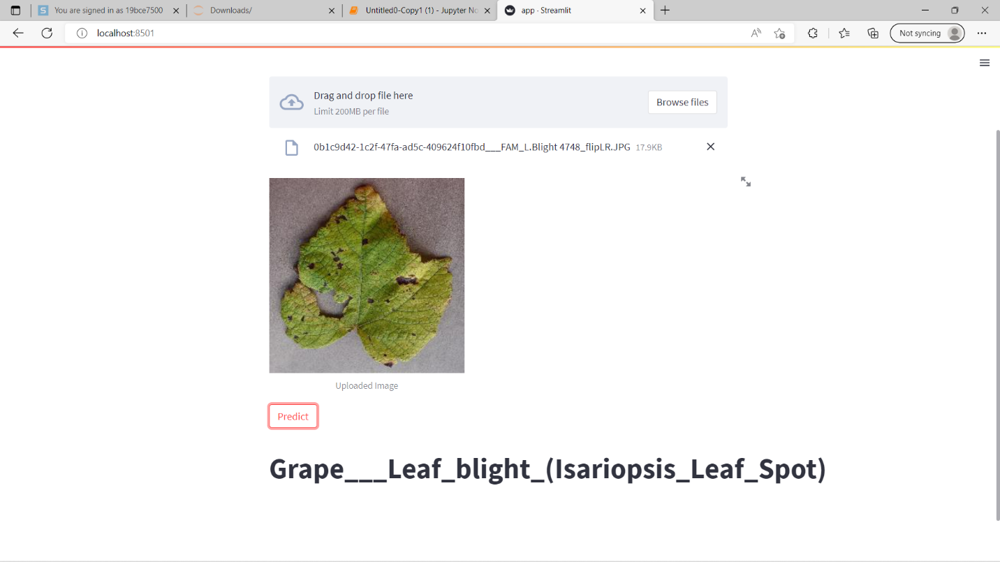 You are signed in as 19bce7500
Downloads/
Untitled0-Copy1 (1) - Jupyter No
app · Streamlit
localhost:8501
Not syncing
Drag and drop file here
Limit 200MB per file
Browse files
0b1c9d42-1c2f-47fa-ad5c-409624f10fbd___FAM_L.Blight 4748_flipLR.JPG 17.9KB
Uploaded Image
Predict
Grape___Leaf_blight_(Isariopsis_Leaf_Spot)